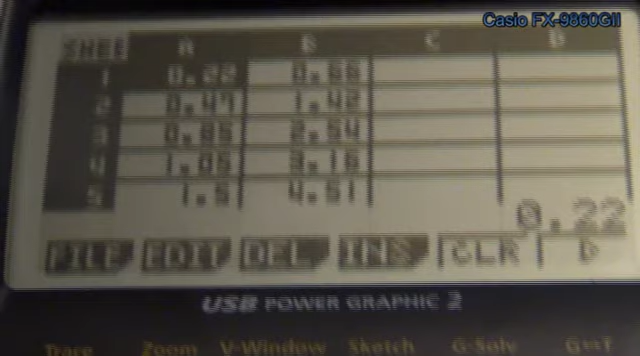 Casio FX-9860GII
SHEE A B C D
1 0.22 0.66
2 0.47 1.42
3 0.85 2.54
4 1.05 3.16
5 1.5 4.51
0.22
FILE EDIT DEL INS CLR ▷
USB POWER GRAPHIC 2
Trace Zoom V-Window Sketch G-Solv G↔T